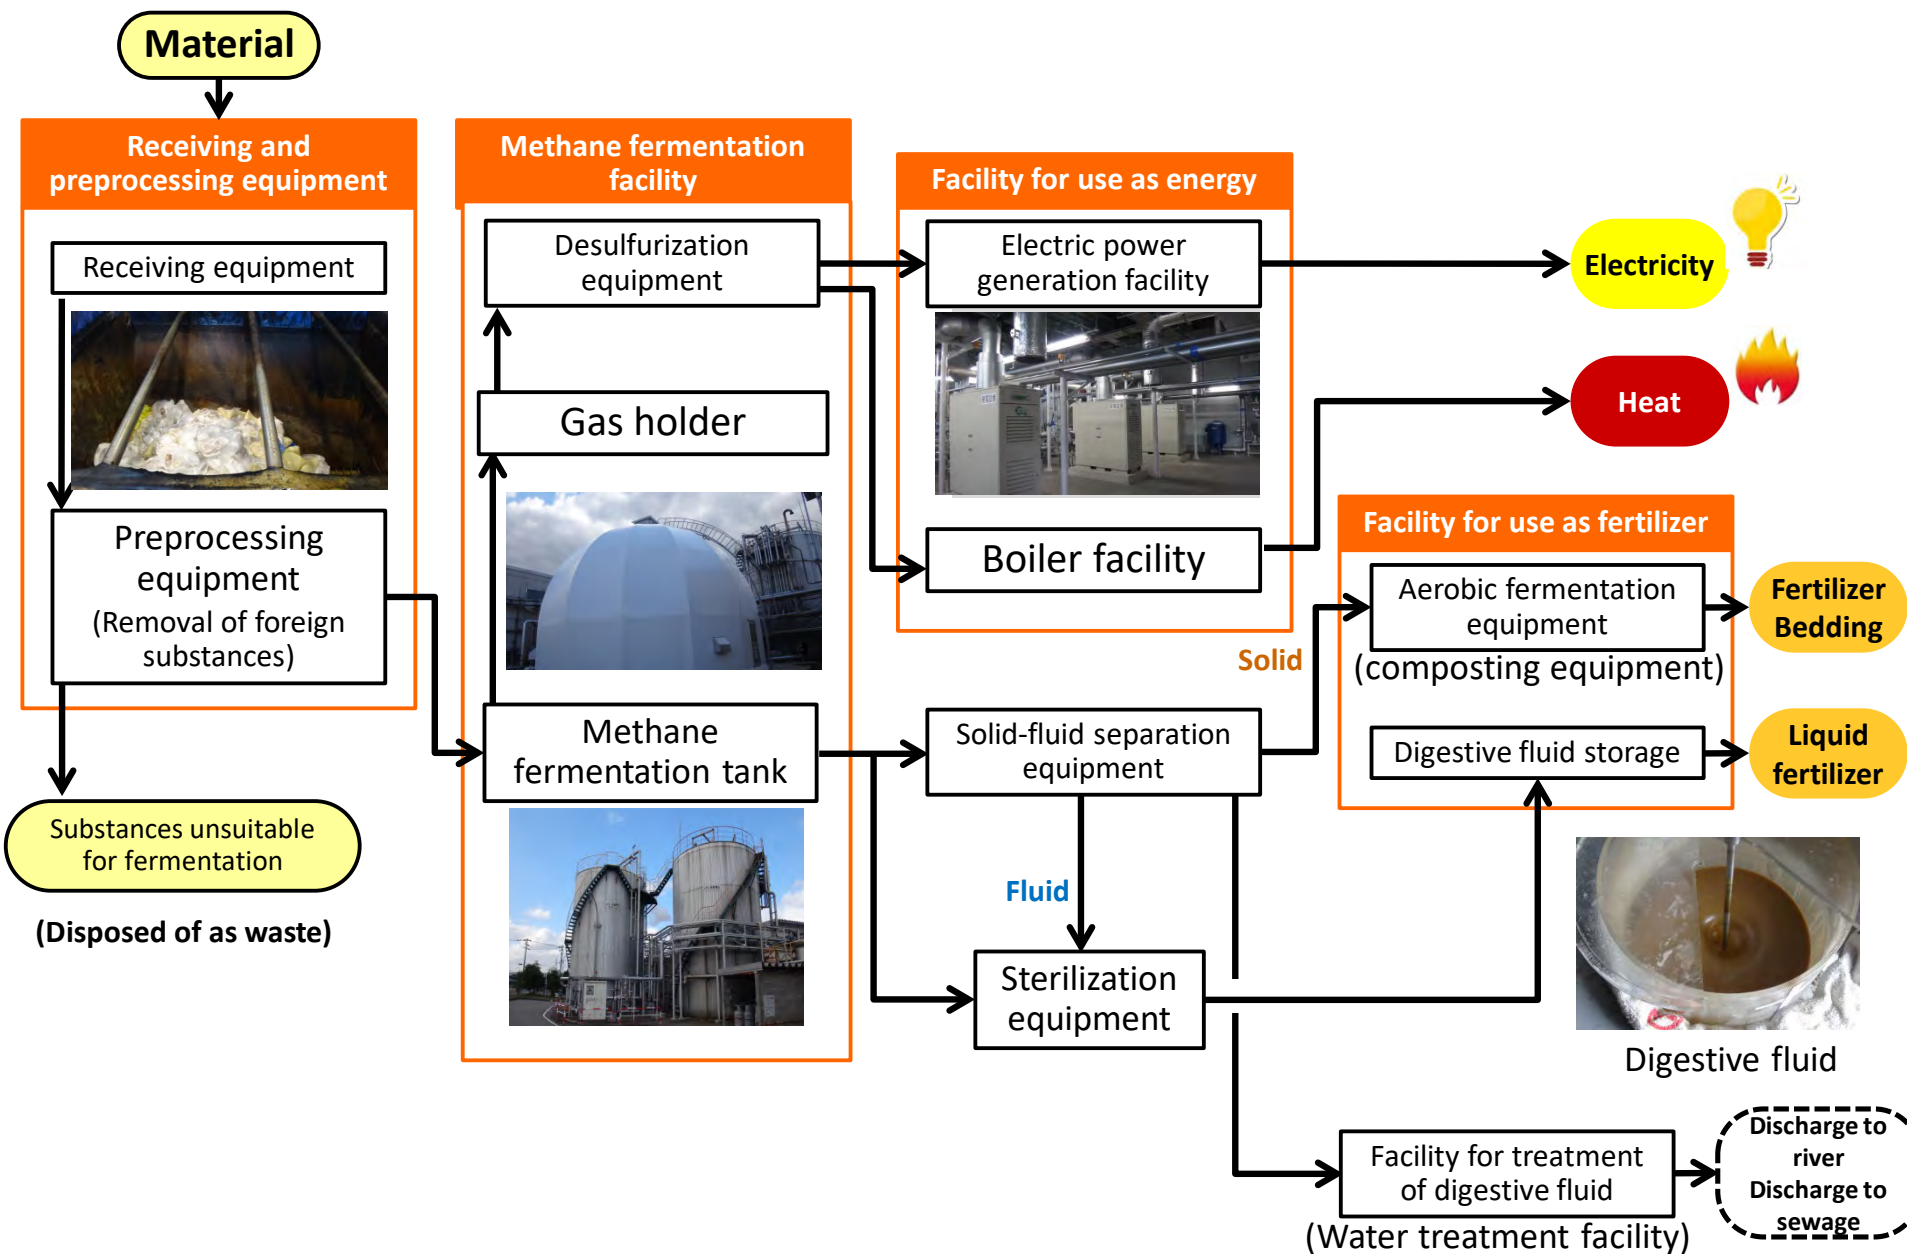 Material
Receiving and
preprocessing equipment
Receiving equipment
Preprocessing
equipment
(Removal of foreign
substances)
Substances unsuitable
for fermentation
(Disposed of as waste)
Methane fermentation
facility
Desulfurization
equipment
Gas holder
Methane
fermentation tank
Facility for use as energy
Electric power
generation facility
Boiler facility
Electricity
Heat
Solid-fluid separation
equipment
Solid
Fluid
Sterilization
equipment
Facility for use as fertilizer
Aerobic fermentation
equipment
(composting equipment)
Digestive fluid storage
Fertilizer
Bedding
Liquid
fertilizer
Digestive fluid
Facility for treatment
of digestive fluid
(Water treatment facility)
Discharge to
river
Discharge to
sewage